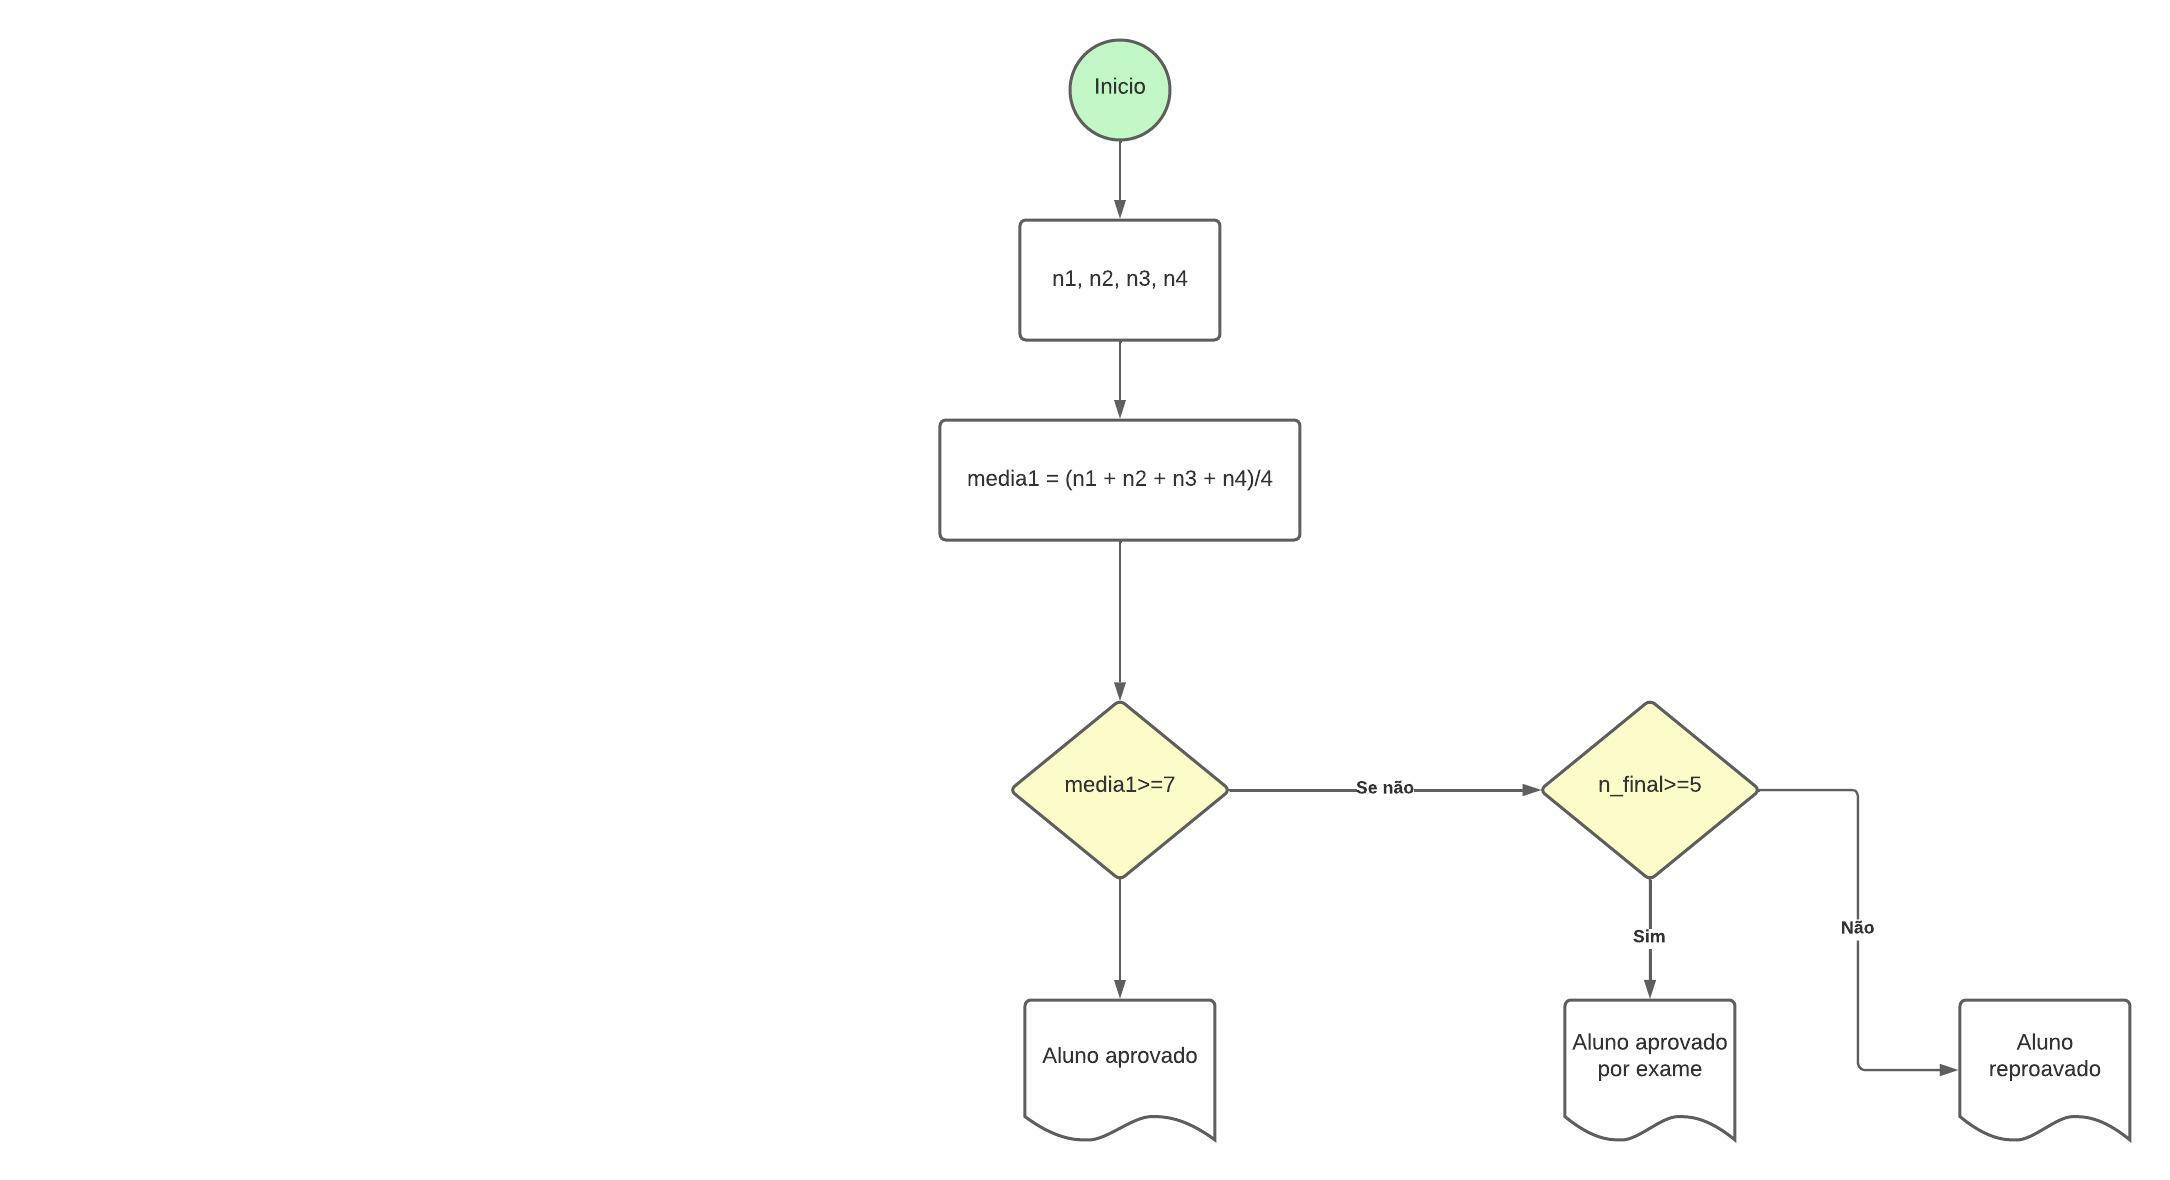 Inicio
n1, n2, n3, n4
media1 = (n1 + n2 + n3 + n4)/4
media1>=7
Se não
n_final>=5
Sim
Não
Aluno aprovado
Aluno aprovado
por exame
Aluno
reproavado